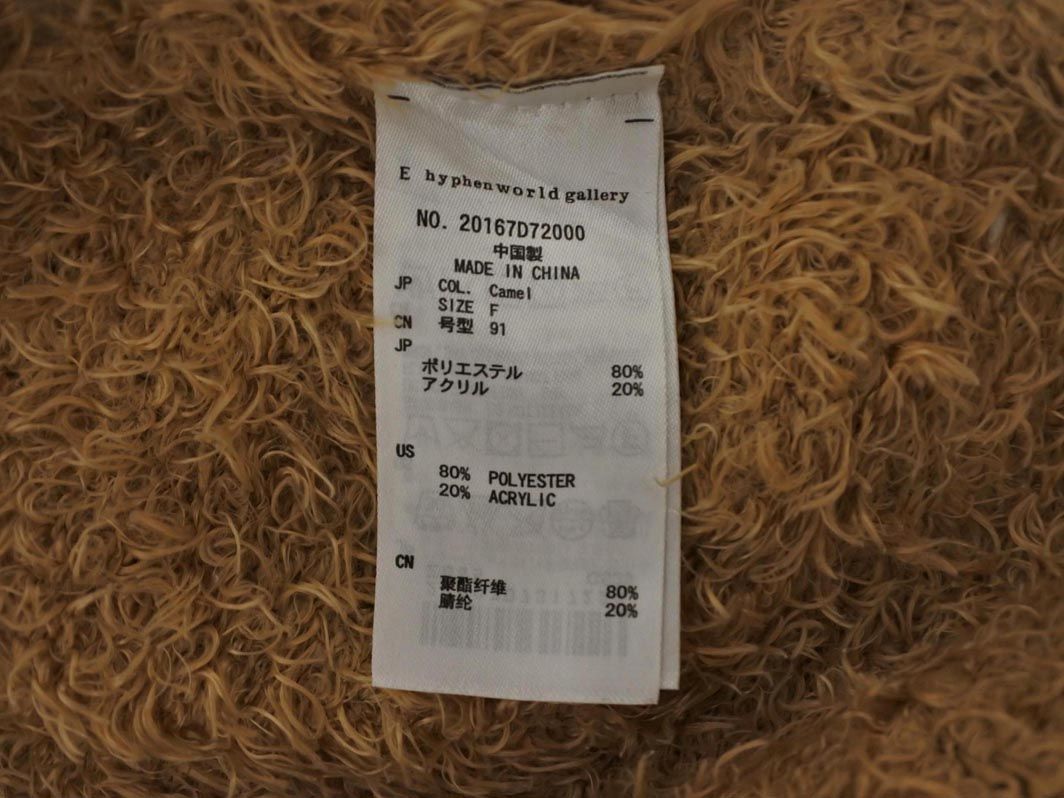 E hyphen world gallery
NO. 20167D72000
中国製
MADE IN CHINA
JP COL. Camel
SIZE F
CN 号型 91
JP
ポリエステル 80%
アクリル 20%
US
80% POLYESTER
20% ACRYLIC
CN
聚酯纤维 80%
腈纶 20%